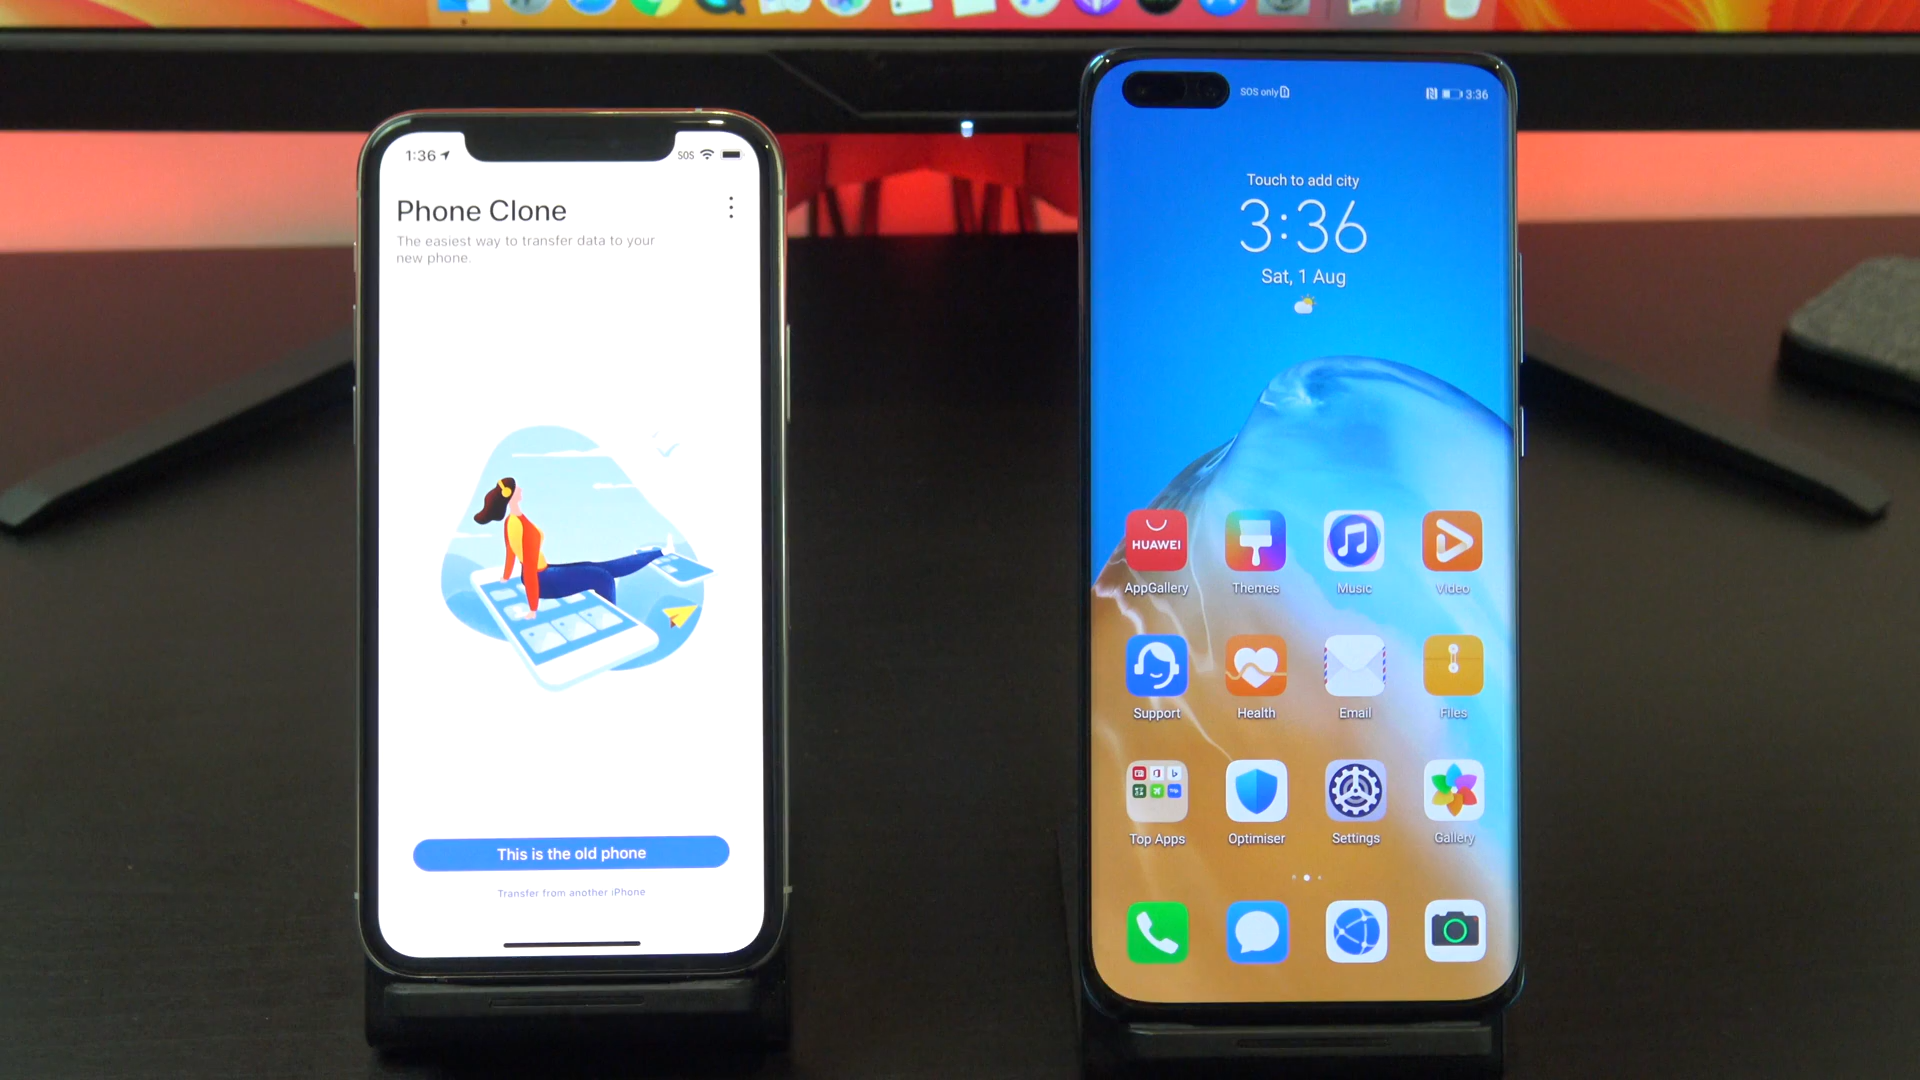 1:36
SOS
Phone Clone
The easiest way to transfer data to your
new phone.
This is the old phone
Transfer from another iPhone
SOS only
3:36
Touch to add city
3:36
Sat, 1 Aug
HUAWEI
AppGallery
Themes
Music
Video
Support
Health
Email
Files
Top Apps
Optimiser
Settings
Gallery